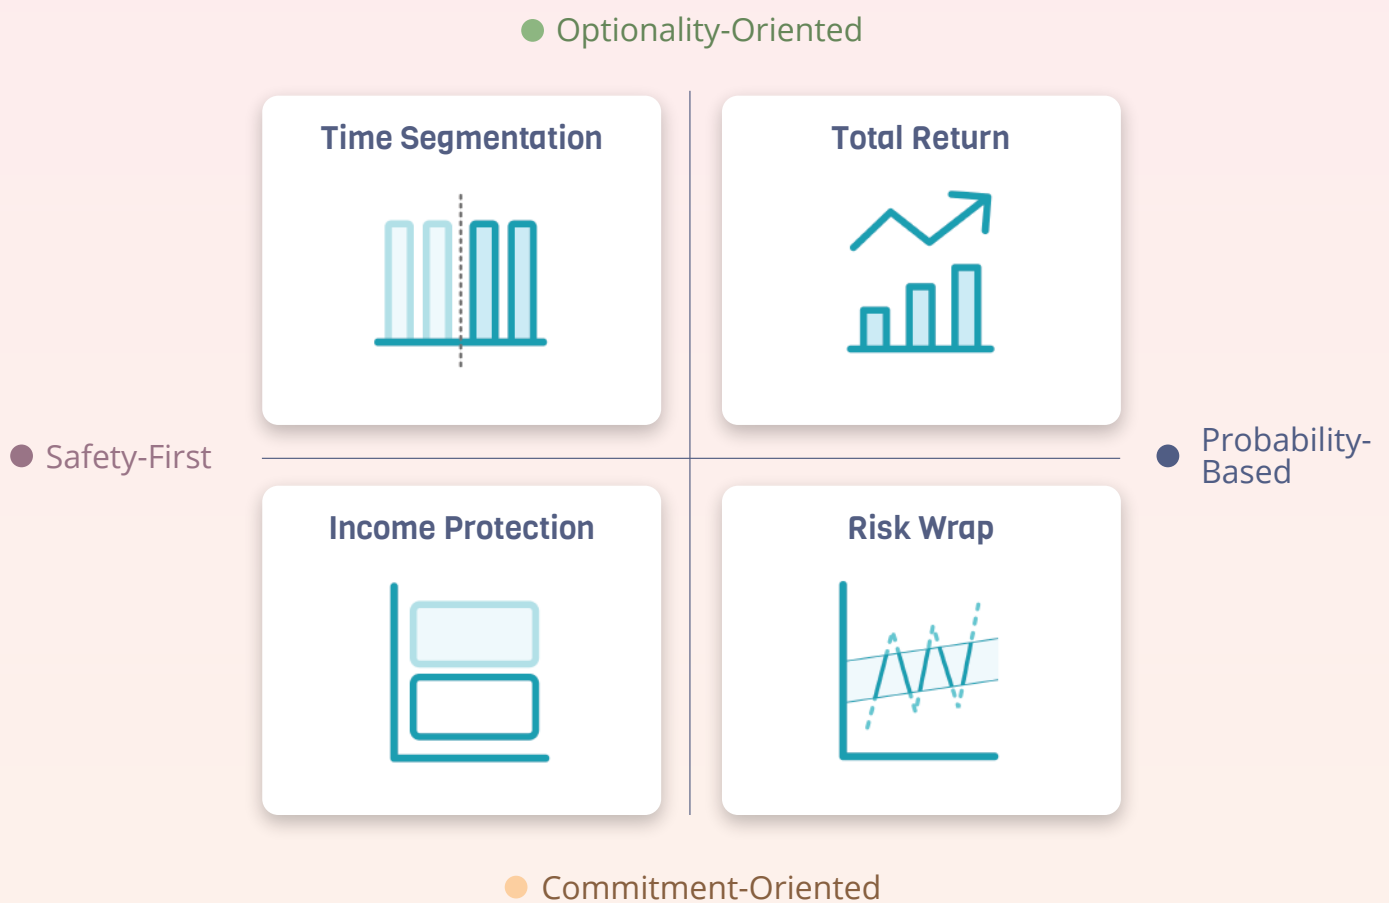 Optionality-Oriented
Time Segmentation
Total Return
Safety-First
Probability-
Based
Income Protection
Risk Wrap
Commitment-Oriented